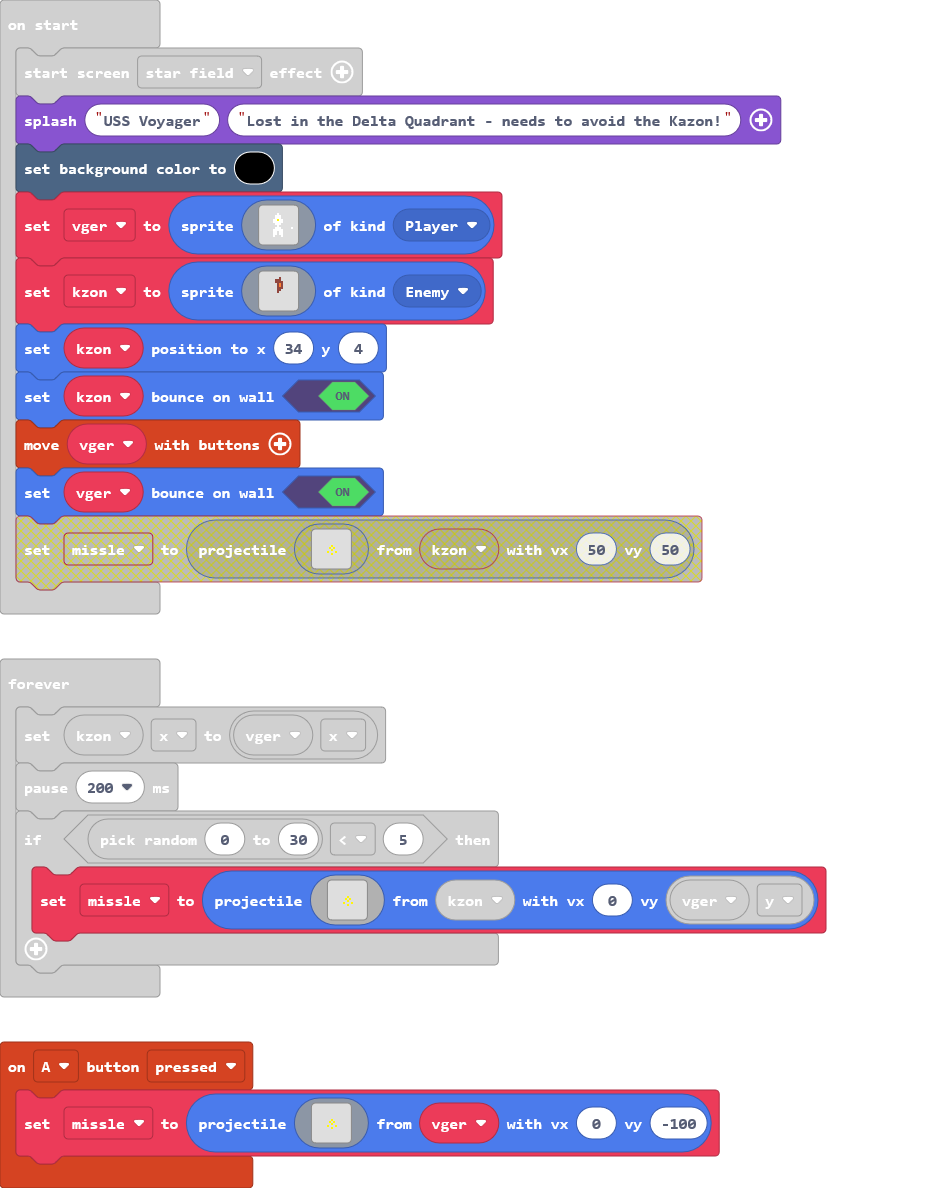 on start
start screen star field effect
splash "USS Voyager" "Lost in the Delta Quadrant - needs to avoid the Kazon!"
set background color to
set vger to sprite of kind Player
set kzon to sprite of kind Enemy
set kzon position to x 34 y 4
set kzon bounce on wall ON
move vger with buttons
set vger bounce on wall ON
set missle to projectile from kzon with vx 50 vy 50
forever
set kzon x to vger x
pause 200 ms
if pick random 0 to 30 < 5 then
set missle to projectile from kzon with vx 0 vy vger y
on A button pressed
set missle to projectile from vger with vx 0 vy -100